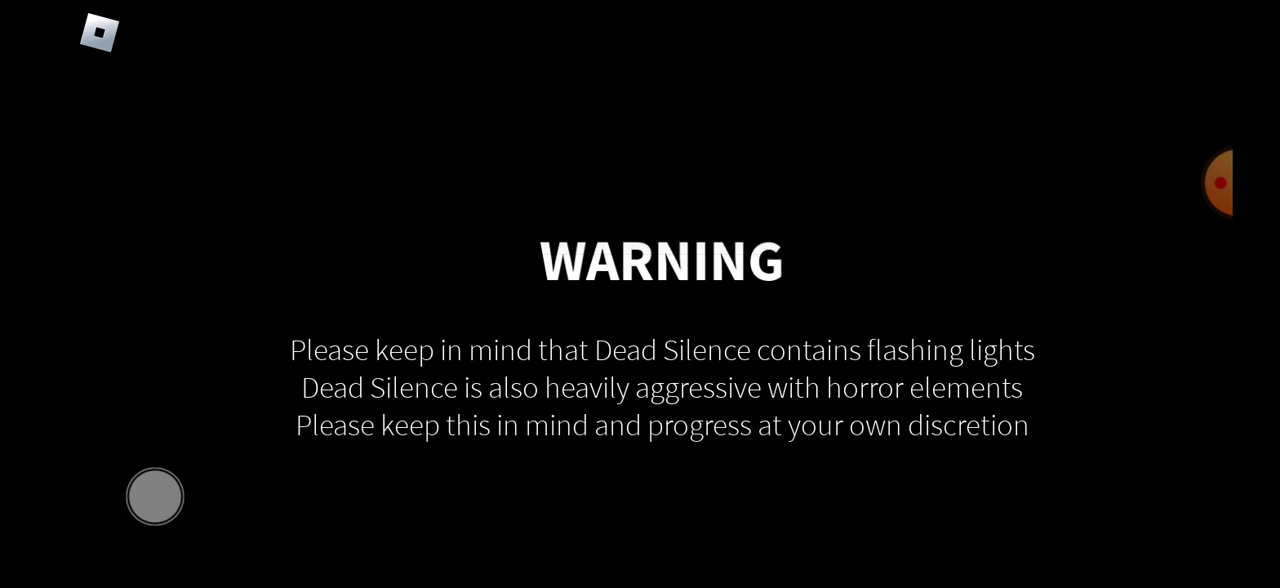 WARNING
Please keep in mind that Dead Silence contains flashing lights
Dead Silence is also heavily aggressive with horror elements
Please keep this in mind and progress at your own discretion